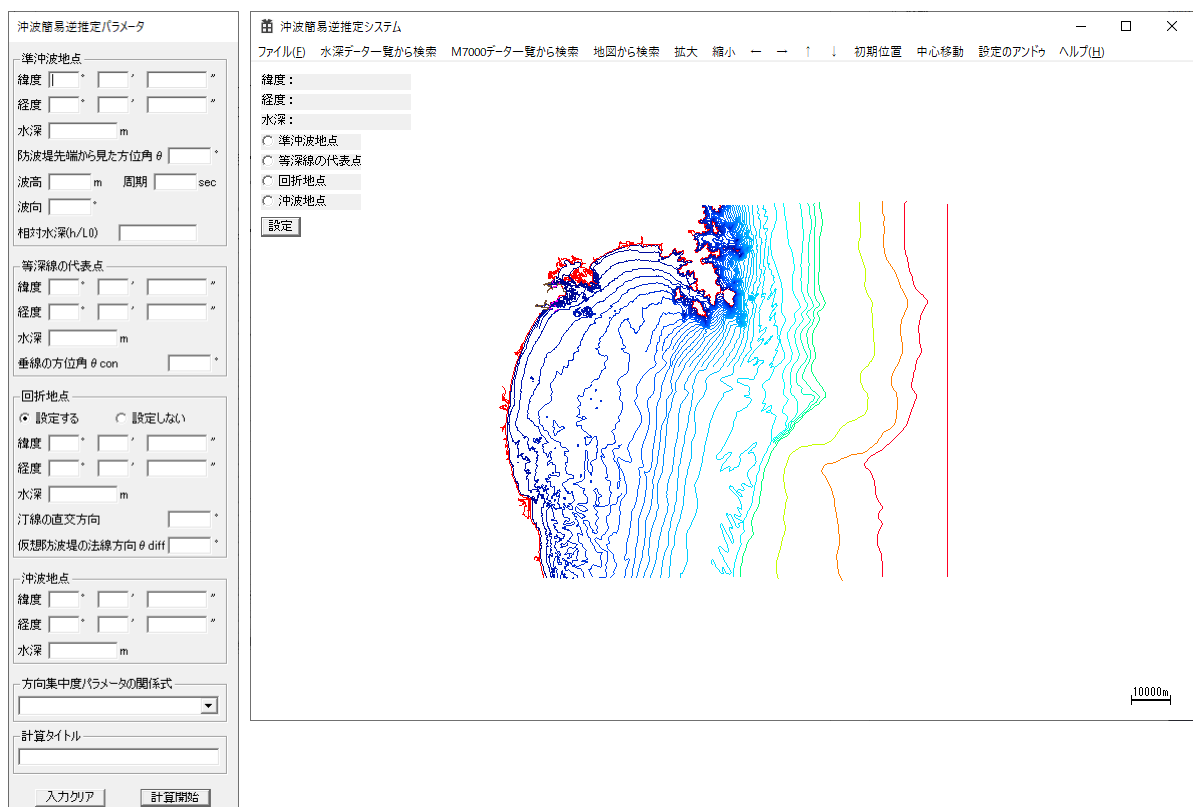 沖波簡易逆推定パラメータ
準沖波地点
緯度 ° ′ ″
経度 ° ′ ″
水深 m
防波堤先端から見た方位角 θ °
波高 m 周期 sec
波向 °
相対水深(h/L0)
等深線の代表点
緯度 ° ′ ″
経度 ° ′ ″
水深 m
垂線の方位角 θ con °
回折地点
設定する 設定しない
緯度 ° ′ ″
経度 ° ′ ″
水深 m
汀線の直交方向 °
仮想防波堤の法線方向 θ diff °
沖波地点
緯度 ° ′ ″
経度 ° ′ ″
水深 m
方向集中度パラメータの関係式
計算タイトル
入力クリア 計算開始
沖波簡易逆推定システム
ファイル(F) 水深データ一覧から検索 M7000データ一覧から検索 地図から検索 拡大 縮小 ← → ↑ ↓ 初期位置 中心移動 設定のアンドゥ ヘルプ(H)
緯度：
経度：
水深：
準沖波地点
等深線の代表点
回折地点
沖波地点
設定
10000m